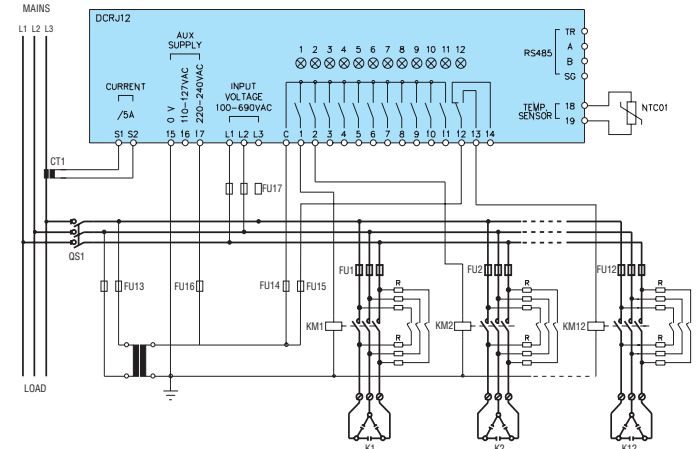 MAINS
L1 L2 L3
DCRJ12
AUX
SUPPLY
0 V
110-127VAC
220-240VAC
CURRENT
/5A
INPUT
VOLTAGE
100-690VAC
1 2 3 4 5 6 7 8 9 10 11 12
RS485
TR
A
B
SG
TEMP.
SENSOR
18
19
NTC01
S1 S2 15 16 17 L1 L2 L3 C 1 2 3 4 5 6 7 8 9 10 11 12 13 14
CT1
FU17
QS1
FU13 FU16 FU14 FU15
FU1 FU2 FU12
R R R
KM1 KM2 KM12
R R R
LOAD
K1 K2 K12